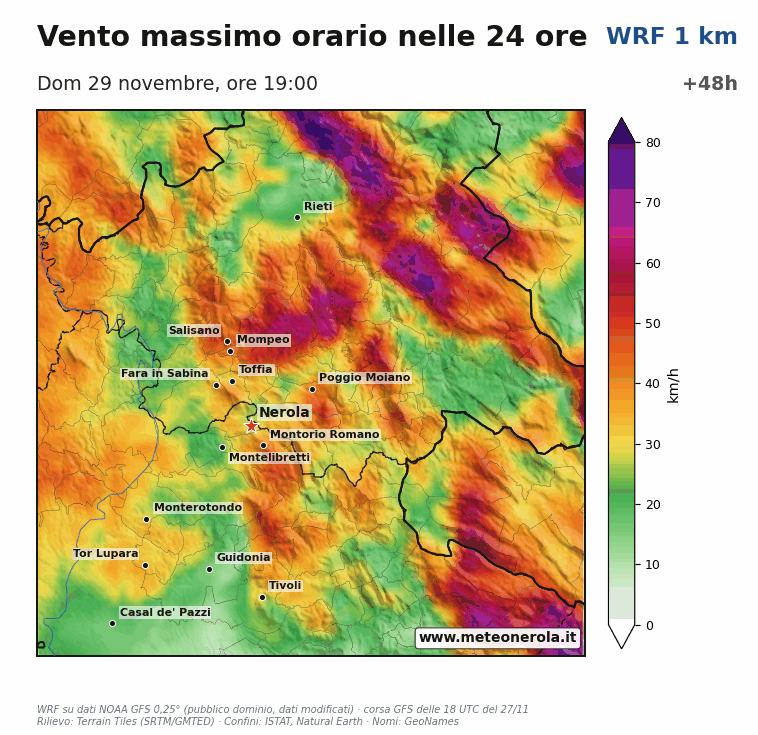 Vento massimo orario nelle 24 ore WRF 1 km
Dom 29 novembre, ore 19:00 +48h
Rieti
Salisano
Mompeo
Fara in Sabina
Toffia
Poggio Moiano
Nerola
Montorio Romano
Montelibretti
Monterotondo
Tor Lupara
Guidonia
Tivoli
Casal de' Pazzi
www.meteonerola.it
80
70
60
50
40
30
20
10
0
km/h
WRF su dati NOAA GFS 0,25° (pubblico dominio, dati modificati) · corsa GFS delle 18 UTC del 27/11
Rilievo: Terrain Tiles (SRTM/GMTED) · Confini: ISTAT, Natural Earth · Nomi: GeoNames